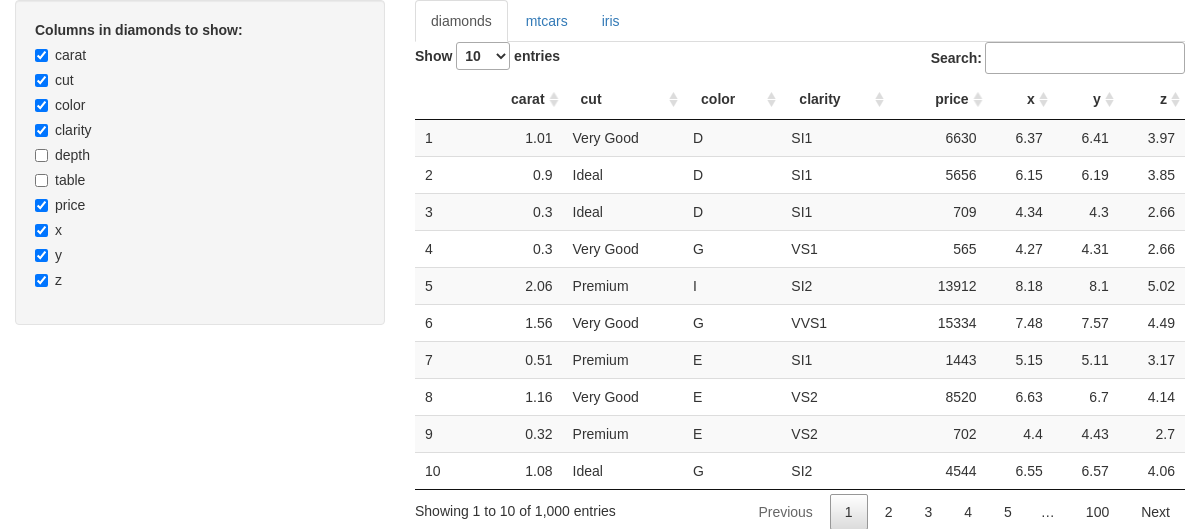 Columns in diamonds to show:
carat
cut
color
clarity
depth
table
price
x
y
z
diamonds mtcars iris
Show 10 entries Search:
carat cut color clarity price x y z
1 1.01 Very Good D SI1 6630 6.37 6.41 3.97
2 0.9 Ideal D SI1 5656 6.15 6.19 3.85
3 0.3 Ideal D SI1 709 4.34 4.3 2.66
4 0.3 Very Good G VS1 565 4.27 4.31 2.66
5 2.06 Premium I SI2 13912 8.18 8.1 5.02
6 1.56 Very Good G VVS1 15334 7.48 7.57 4.49
7 0.51 Premium E SI1 1443 5.15 5.11 3.17
8 1.16 Very Good E VS2 8520 6.63 6.7 4.14
9 0.32 Premium E VS2 702 4.4 4.43 2.7
10 1.08 Ideal G SI2 4544 6.55 6.57 4.06
Showing 1 to 10 of 1,000 entries Previous 1 2 3 4 5 … 100 Next